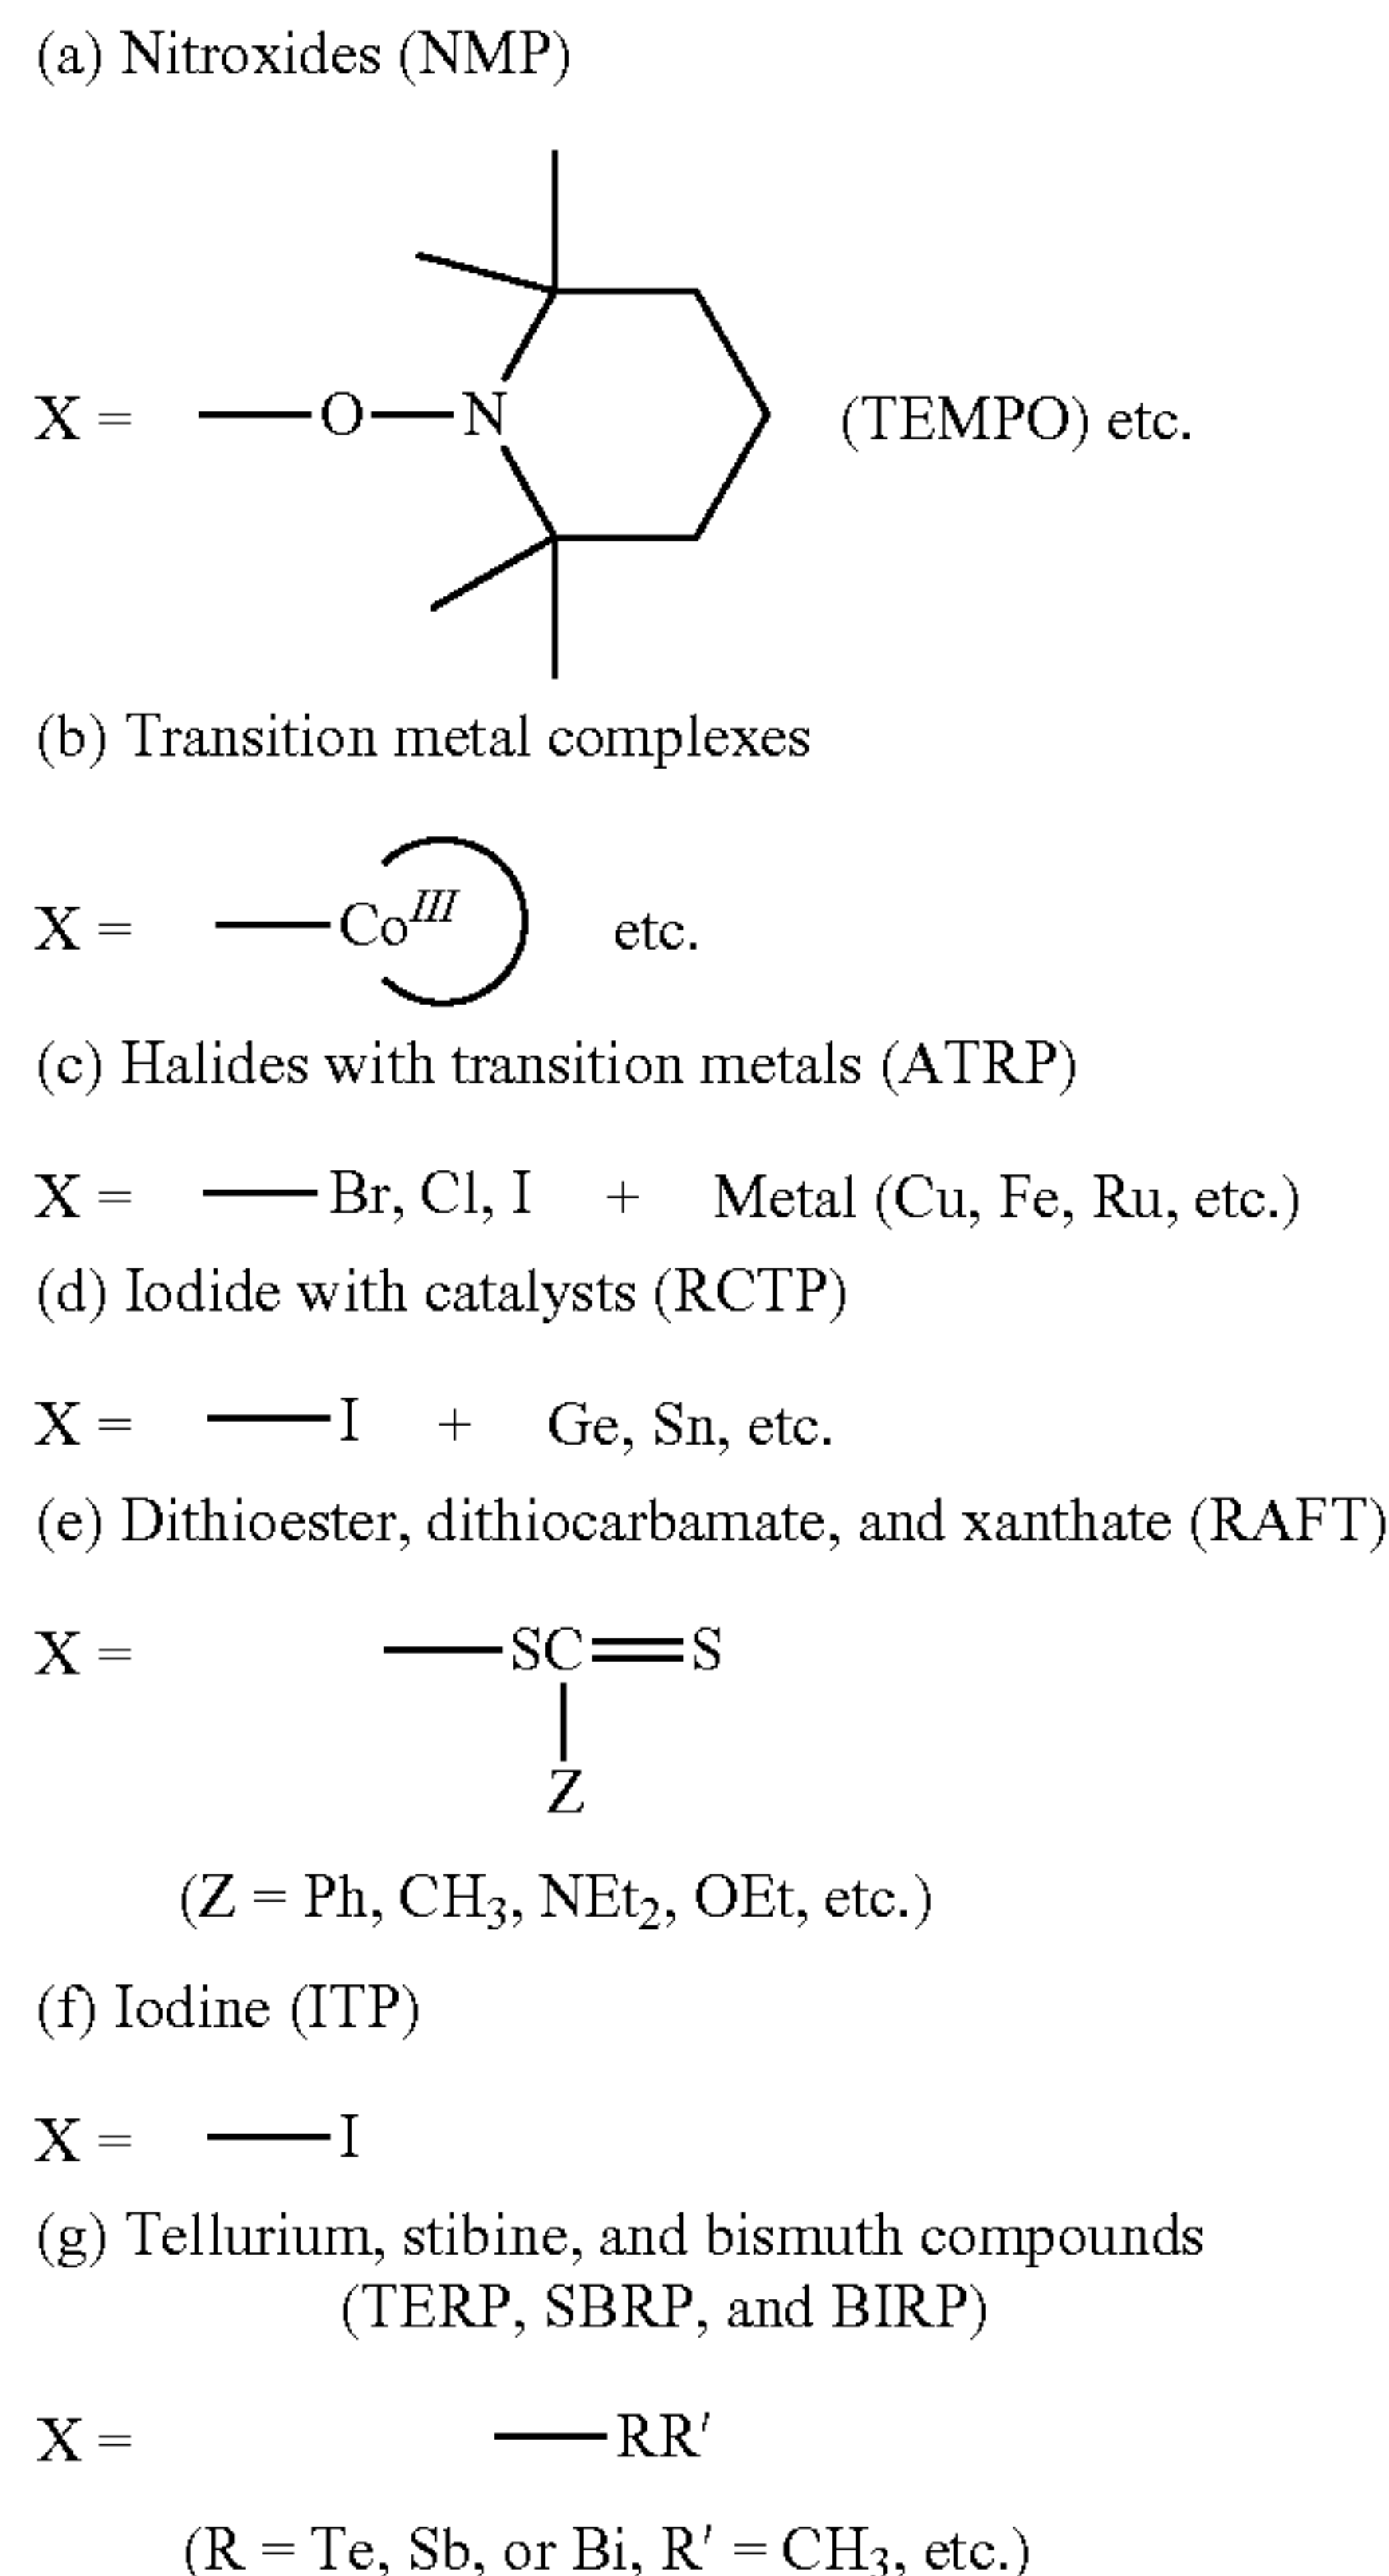 (a) Nitroxides (NMP)
X = —O—N (TEMPO) etc.
(b) Transition metal complexes
X = —Co^III etc.
(c) Halides with transition metals (ATRP)
X = —Br, Cl, I + Metal (Cu, Fe, Ru, etc.)
(d) Iodide with catalysts (RCTP)
X = —I + Ge, Sn, etc.
(e) Dithioester, dithiocarbamate, and xanthate (RAFT)
X = —SC=S
Z
(Z = Ph, CH₃, NEt₂, OEt, etc.)
(f) Iodine (ITP)
X = —I
(g) Tellurium, stibine, and bismuth compounds
(TERP, SBRP, and BIRP)
X = —RR′
(R = Te, Sb, or Bi, R′ = CH₃, etc.)